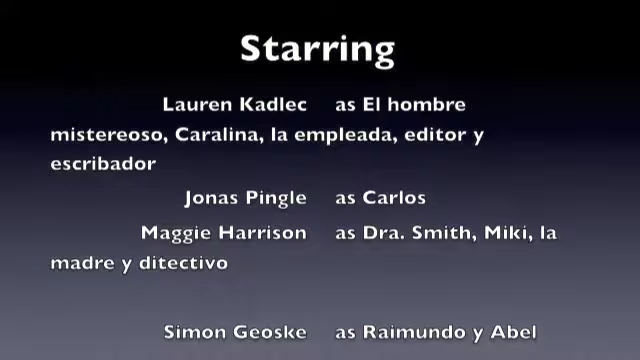 Starring
Lauren Kadlec as El hombre
mistereoso, Caralina, la empleada, editor y
escribador
Jonas Pingle as Carlos
Maggie Harrison as Dra. Smith, Miki, la
madre y ditectivo
Simon Geoske as Raimundo y Abel